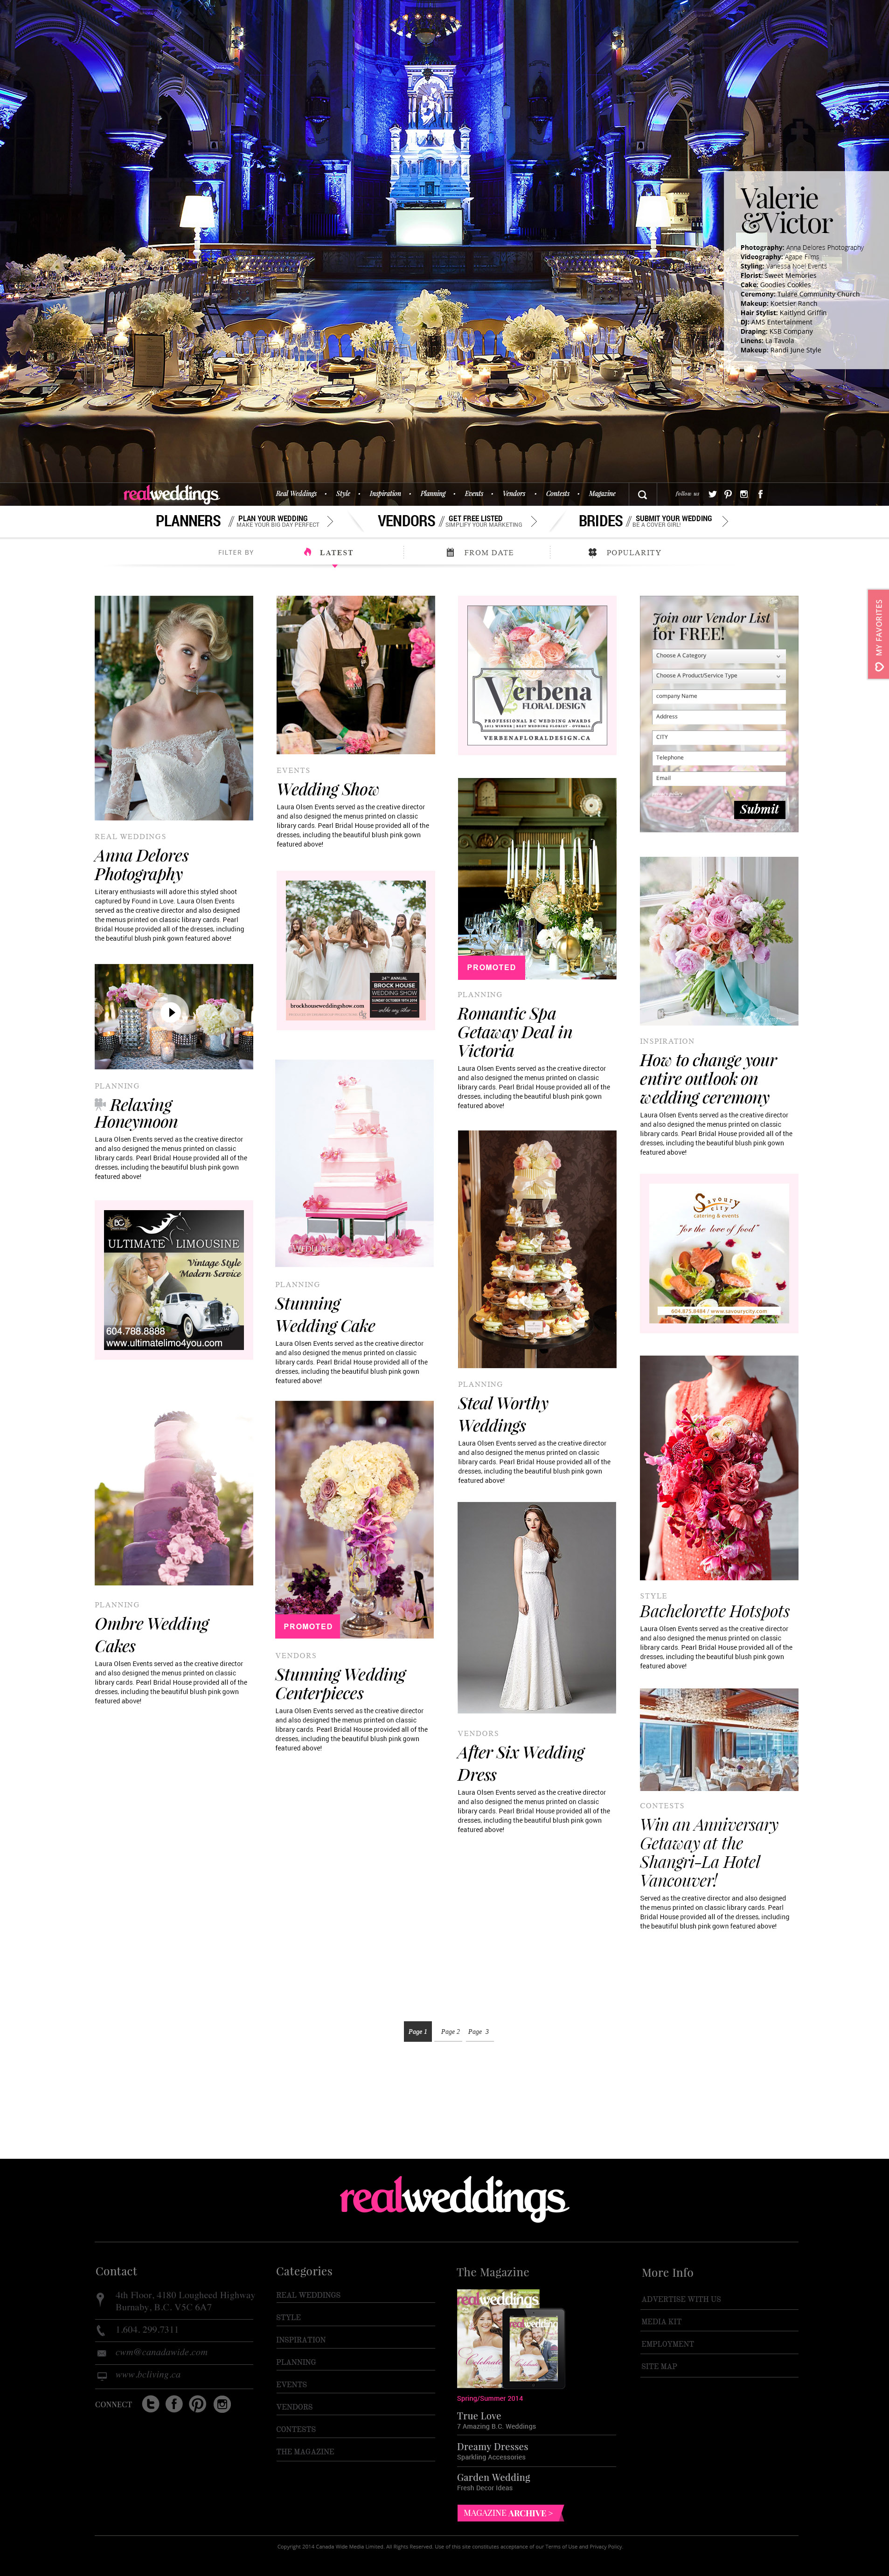 Valerie
&Victor
Photography: Anna Delores Photography
Videography: Agape Films
Styling: Vanessa Noel Events
Florist: Sweet Memories
Cake: Goodies Cookies
Ceremony: Tulare Community Church
Makeup: Koetsier Ranch
Hair Stylist: Kaitlynd Griffin
DJ: AMS Entertainment
Draping: KSB Company
Linens: La Tavola
Makeup: Randi June Style
realweddings
Real Weddings • Style • Inspiration • Planning • Events • Vendors • Contests • Magazine
follow us
PLANNERS // PLAN YOUR WEDDING
MAKE YOUR BIG DAY PERFECT
VENDORS // GET FREE LISTED
SIMPLIFY YOUR MARKETING
BRIDES // SUBMIT YOUR WEDDING
BE A COVER GIRL!
FILTER BY
LATEST
FROM DATE
POPULARITY
MY FAVORITES
REAL WEDDINGS
Anna Delores
Photography
Literary enthusiasts will adore this styled shoot
captured by Found in Love. Laura Olsen Events
served as the creative director and also designed
the menus printed on classic library cards. Pearl
Bridal House provided all of the dresses, including
the beautiful blush pink gown featured above!
PLANNING
Relaxing
Honeymoon
Laura Olsen Events served as the creative director
and also designed the menus printed on classic
library cards. Pearl Bridal House provided all of the
dresses, including the beautiful blush pink gown
featured above!
BC
ULTIMATE LIMOUSINE
Vintage Style
Modern Service
604.788.8888
www.ultimatelimo4you.com
PLANNING
Ombre Wedding
Cakes
Laura Olsen Events served as the creative director
and also designed the menus printed on classic
library cards. Pearl Bridal House provided all of the
dresses, including the beautiful blush pink gown
featured above!
EVENTS
Wedding Show
Laura Olsen Events served as the creative director
and also designed the menus printed on classic
library cards. Pearl Bridal House provided all of the
dresses, including the beautiful blush pink gown
featured above!
24TH ANNUAL
BROCK HOUSE
WEDDING SHOW
SUNDAY OCTOBER 19TH 2014
brockhouseweddingshow.com
WEDLUXE
PLANNING
Stunning
Wedding Cake
Laura Olsen Events served as the creative director
and also designed the menus printed on classic
library cards. Pearl Bridal House provided all of the
dresses, including the beautiful blush pink gown
featured above!
PROMOTED
VENDORS
Stunning Wedding
Centerpieces
Laura Olsen Events served as the creative director
and also designed the menus printed on classic
library cards. Pearl Bridal House provided all of the
dresses, including the beautiful blush pink gown
featured above!
Verbena
FLORAL DESIGN
PROFESSIONAL BC WEDDING AWARDS
2013 WINNER | BEST WEDDING FLORIST - OVERALL
VERBENAFLORALDESIGN.CA
PROMOTED
PLANNING
Romantic Spa
Getaway Deal in
Victoria
Laura Olsen Events served as the creative director
and also designed the menus printed on classic
library cards. Pearl Bridal House provided all of the
dresses, including the beautiful blush pink gown
featured above!
PLANNING
Steal Worthy
Weddings
Laura Olsen Events served as the creative director
and also designed the menus printed on classic
library cards. Pearl Bridal House provided all of the
dresses, including the beautiful blush pink gown
featured above!
VENDORS
After Six Wedding
Dress
Laura Olsen Events served as the creative director
and also designed the menus printed on classic
library cards. Pearl Bridal House provided all of the
dresses, including the beautiful blush pink gown
featured above!
Join our Vendor List
for FREE!
Choose A Category
Choose A Product/Service Type
company Name
Address
CITY
Telephone
Email
Submit
INSPIRATION
How to change your
entire outlook on
wedding ceremony
Laura Olsen Events served as the creative director
and also designed the menus printed on classic
library cards. Pearl Bridal House provided all of the
dresses, including the beautiful blush pink gown
featured above!
Savoury
city
catering & events
"for the love of food"
604.875.8484 / www.savourycity.com
STYLE
Bachelorette Hotspots
Laura Olsen Events served as the creative director
and also designed the menus printed on classic
library cards. Pearl Bridal House provided all of the
dresses, including the beautiful blush pink gown
featured above!
CONTESTS
Win an Anniversary
Getaway at the
Shangri-La Hotel
Vancouver!
Served as the creative director and also designed
the menus printed on classic library cards. Pearl
Bridal House provided all of the dresses, including
the beautiful blush pink gown featured above!
Page 1
Page 2
Page 3
realweddings
Contact
4th Floor, 4180 Lougheed Highway
Burnaby, B.C. V5C 6A7
1.604. 299.7311
cwm@canadawide.com
www.bcliving.ca
CONNECT
Categories
REAL WEDDINGS
STYLE
INSPIRATION
PLANNING
EVENTS
VENDORS
CONTESTS
THE MAGAZINE
The Magazine
realweddings
Celebrate
realweddings
Spring/Summer 2014
True Love
7 Amazing B.C. Weddings
Dreamy Dresses
Sparkling Accessories
Garden Wedding
Fresh Decor Ideas
MAGAZINE ARCHIVE >
More Info
ADVERTISE WITH US
MEDIA KIT
EMPLOYMENT
SITE MAP
Copyright 2014 Canada Wide Media Limited. All Rights Reserved. Use of this site constitutes acceptance of our Terms of Use and Privacy Policy.